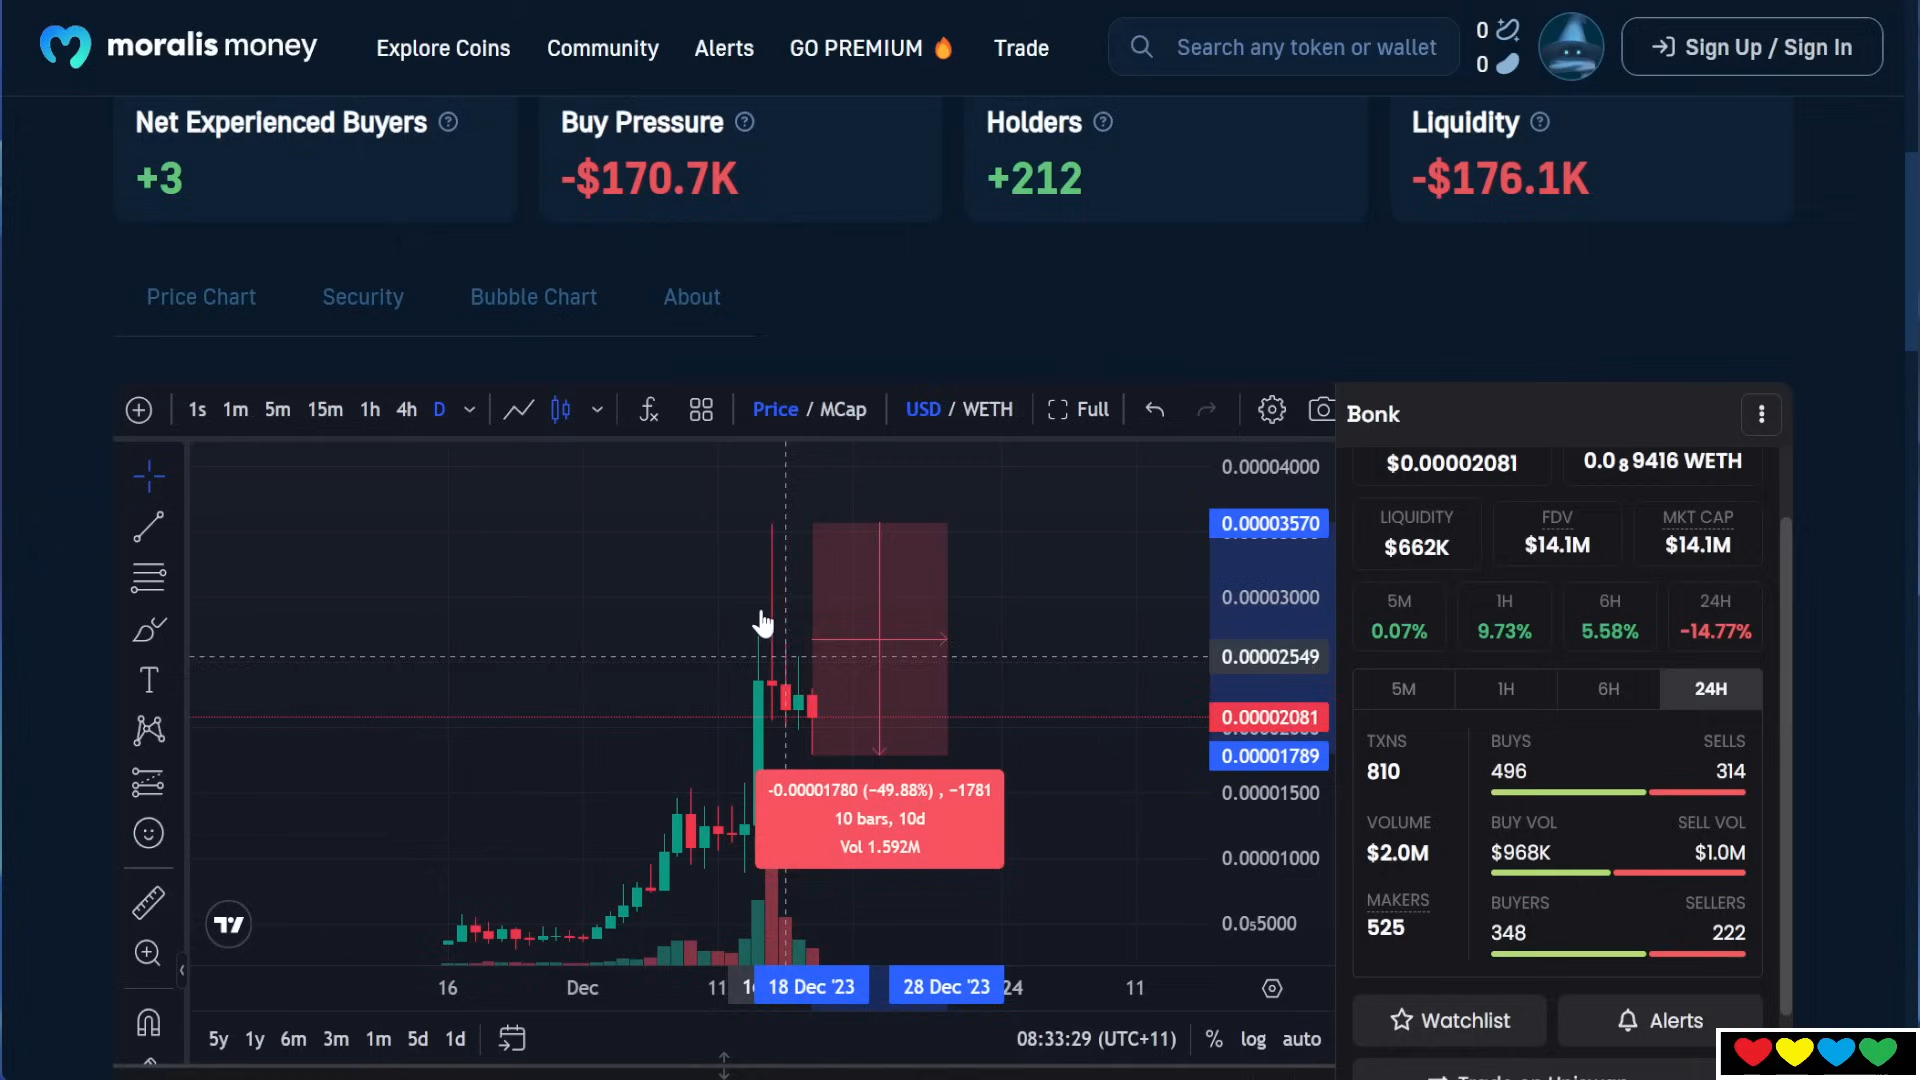 moralis money
Explore Coins
Community
Alerts
GO PREMIUM
Trade
Search any token or wallet
0
0
Sign Up / Sign In
Net Experienced Buyers
+3
Buy Pressure
-$170.7K
Holders
+212
Liquidity
-$176.1K
Price Chart
Security
Bubble Chart
About
1s 1m 5m 15m 1h 4h D
Price / MCap
USD / WETH
Full
Bonk
$0.00002081
0.0₈9416 WETH
LIQUIDITY
$662K
FDV
$14.1M
MKT CAP
$14.1M
5M
0.07%
1H
9.73%
6H
5.58%
24H
-14.77%
5M 1H 6H 24H
TXNS
810
BUYS
496
SELLS
314
VOLUME
$2.0M
BUY VOL
$968K
SELL VOL
$1.0M
MAKERS
525
BUYERS
348
SELLERS
222
Watchlist
Alerts
0.00004000
0.00003570
0.00003000
0.00002549
0.00002081
0.00001789
0.00001500
0.00001000
0.0₅5000
-0.00001780 (−49.88%) , −1781
10 bars, 10d
Vol 1.592M
16
Dec
11
18 Dec '23
28 Dec '23
24
11
5y 1y 6m 3m 1m 5d 1d
08:33:29 (UTC+11)
% log auto